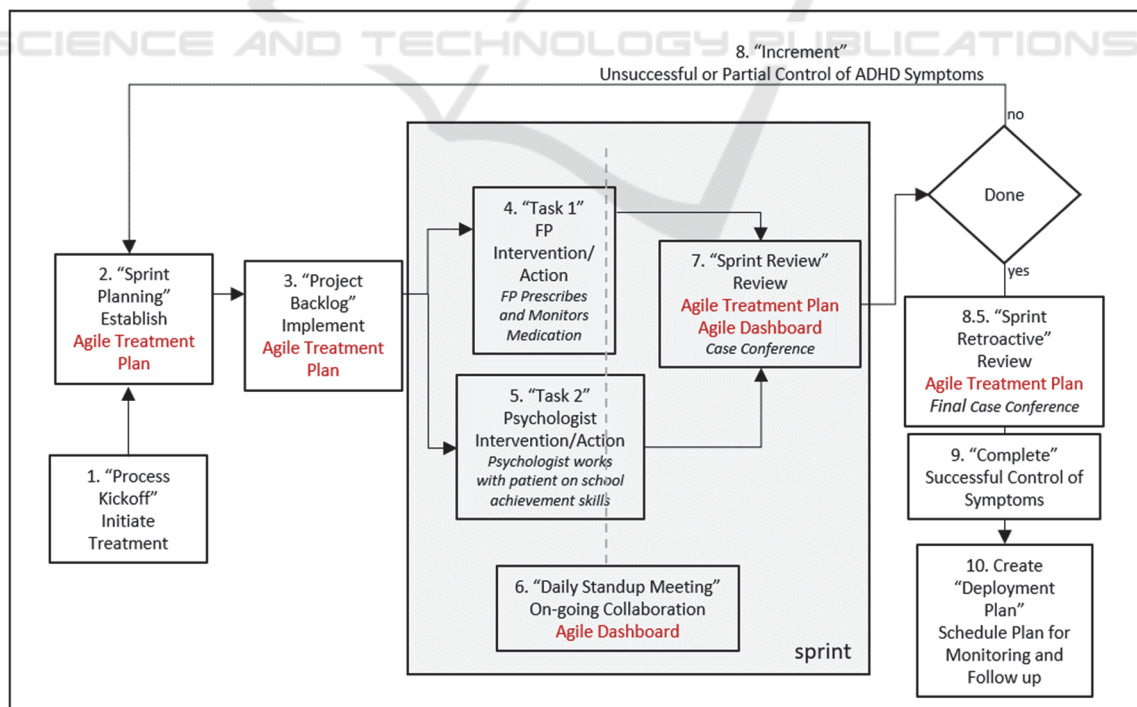 SCIENCE AND TECHNOLOGY PUBLICATIONS
8. “Increment”
Unsuccessful or Partial Control of ADHD Symptoms
no
Done
yes
2. “Sprint
Planning”
Establish
Agile Treatment
Plan
3. “Project
Backlog”
Implement
Agile Treatment
Plan
1. “Process
Kickoff”
Initiate
Treatment
4. “Task 1”
FP
Intervention/
Action
FP Prescribes
and Monitors
Medication
5. “Task 2”
Psychologist
Intervention/Action
Psychologist works
with patient on school
achievement skills
6. “Daily Standup Meeting”
On-going Collaboration
Agile Dashboard
sprint
7. “Sprint Review”
Review
Agile Treatment Plan
Agile Dashboard
Case Conference
8.5. “Sprint
Retroactive”
Review
Agile Treatment Plan
Final Case Conference
9. “Complete”
Successful Control of
Symptoms
10. Create
“Deployment
Plan”
Schedule Plan for
Monitoring and
Follow up